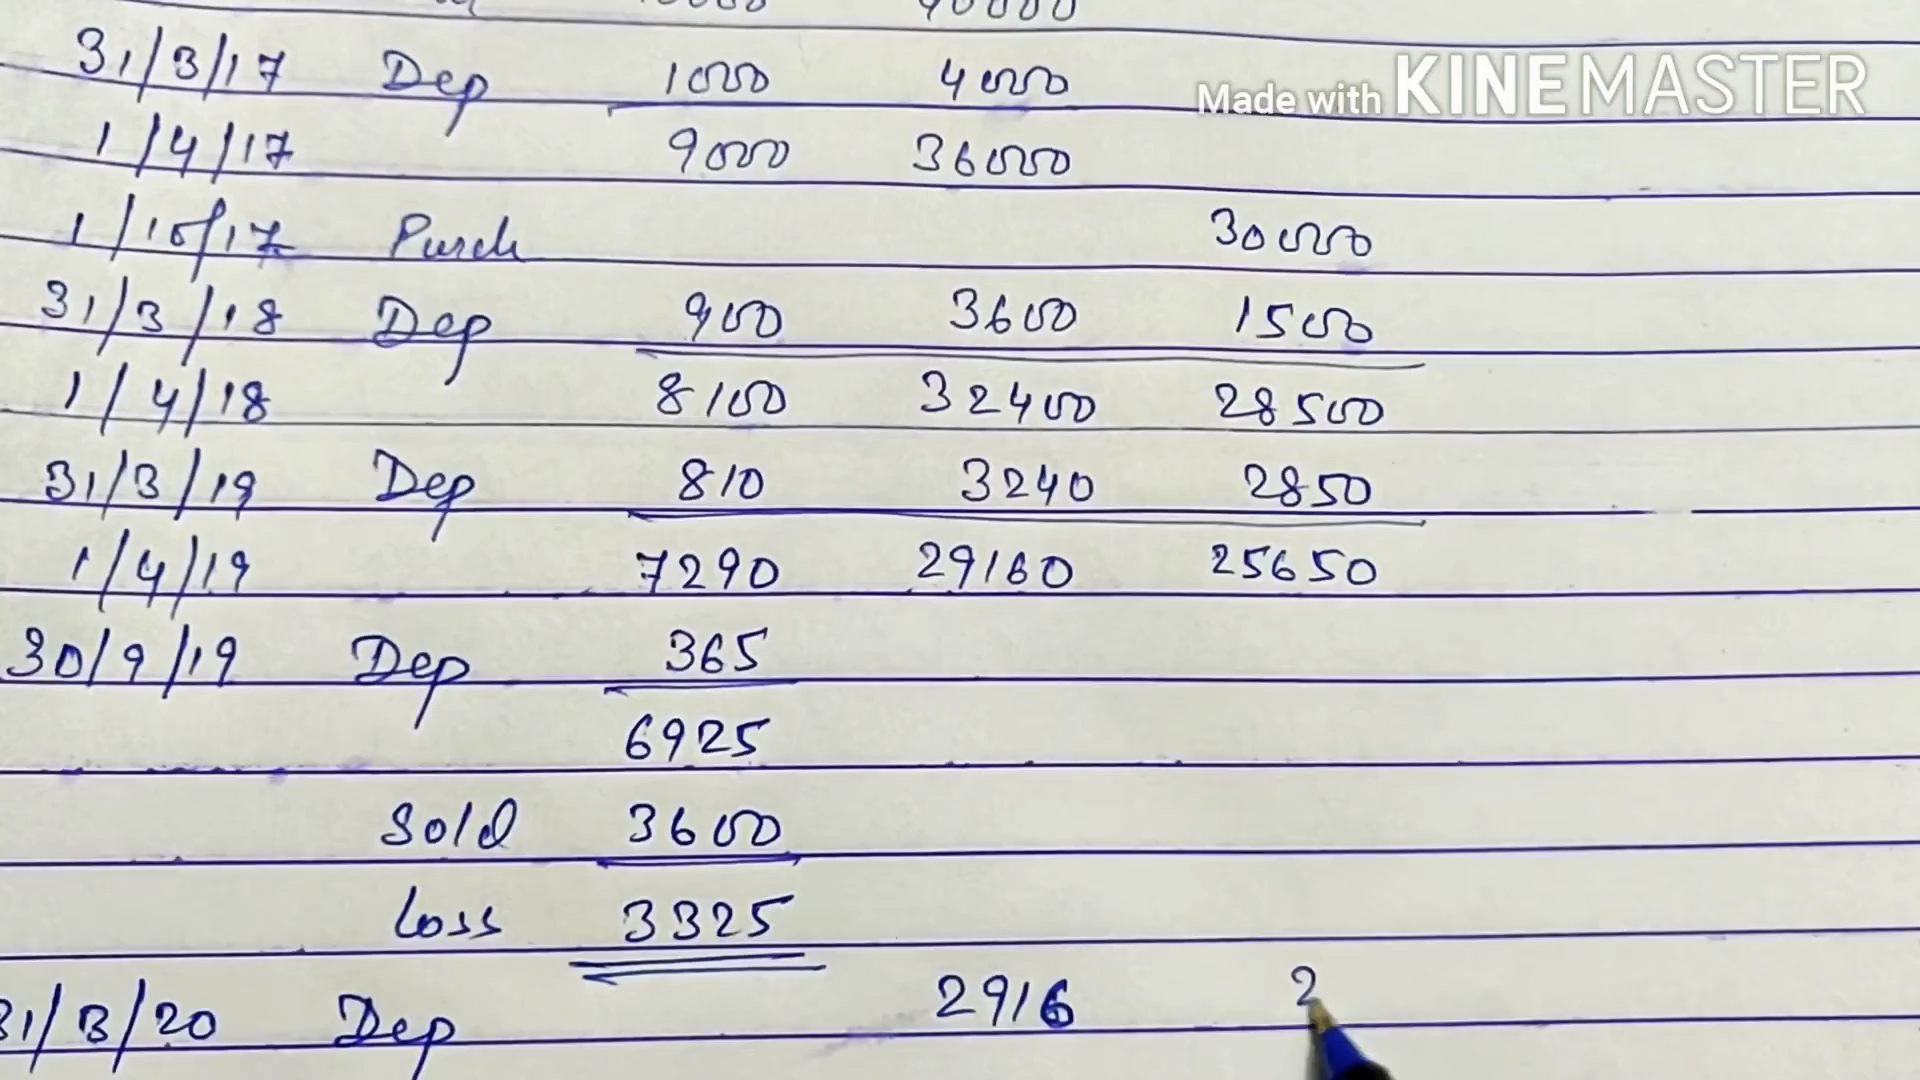 40000
31/3/17 Dep 1000 4000
Made with KINEMASTER
1/4/17 9000 36000
1/10/17 Purch 30000
31/3/18 Dep 900 3600 1500
1/4/18 8100 32400 28500
31/3/19 Dep 810 3240 2850
1/4/19 7290 29160 25650
30/9/19 Dep 365
6925
Sold 3600
Loss 3325
31/3/20 Dep 2916 2